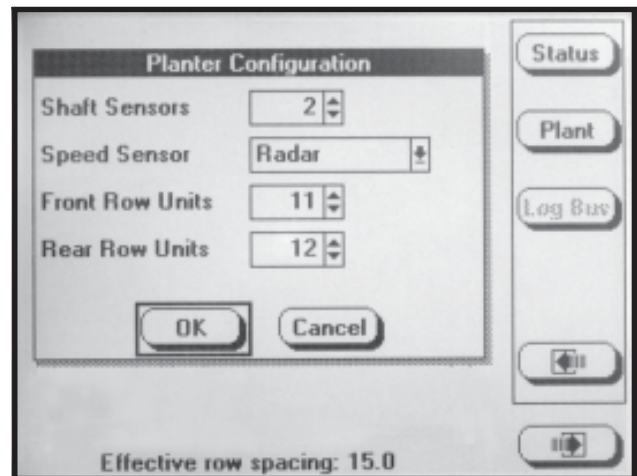 Planter Configuration
Shaft Sensors 2
Speed Sensor Radar
Front Row Units 11
Rear Row Units 12
OK Cancel
Effective row spacing: 15.0
Status
Plant
Log Bus